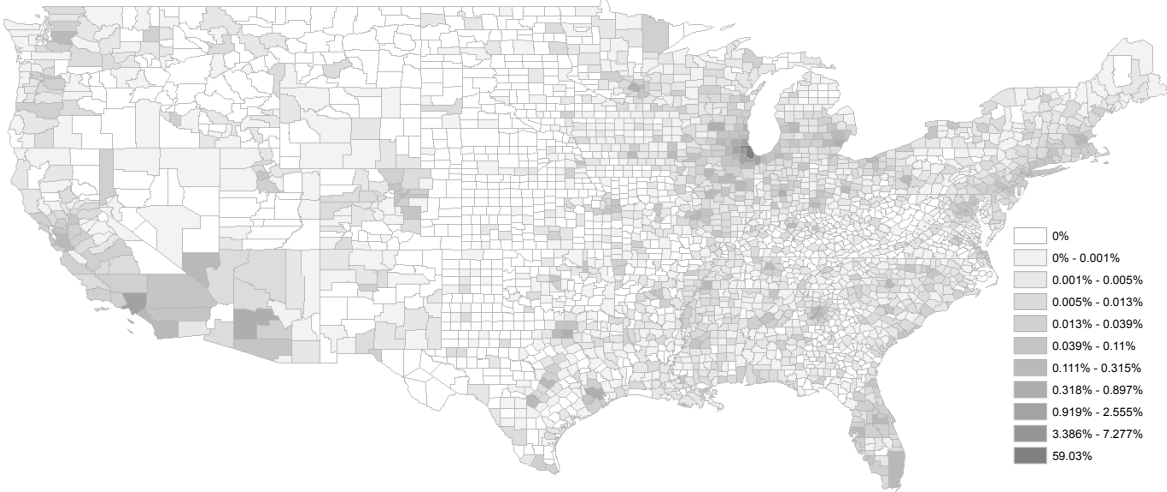 0%
0% - 0.001%
0.001% - 0.005%
0.005% - 0.013%
0.013% - 0.039%
0.039% - 0.11%
0.111% - 0.315%
0.318% - 0.897%
0.919% - 2.555%
3.386% - 7.277%
59.03%